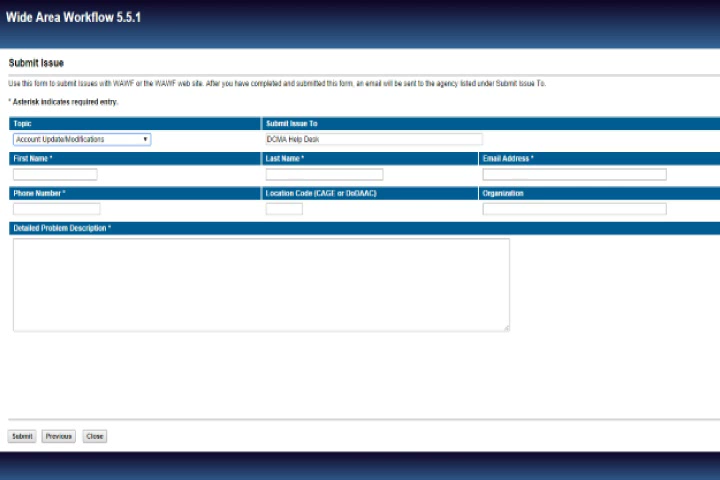 Wide Area Workflow 5.5.1
Submit Issue
Use this form to submit Issues with WAWF or the WAWF web site. After you have completed and submitted this form, an email will be sent to the agency listed under Submit Issue To.
* Asterisk indicates required entry.
Topic Submit Issue To
Account Update/Modifications DCMA Help Desk
First Name * Last Name * Email Address *
Phone Number * Location Code (CAGE or DoDAAC) Organization
Detailed Problem Description *
Submit Previous Close